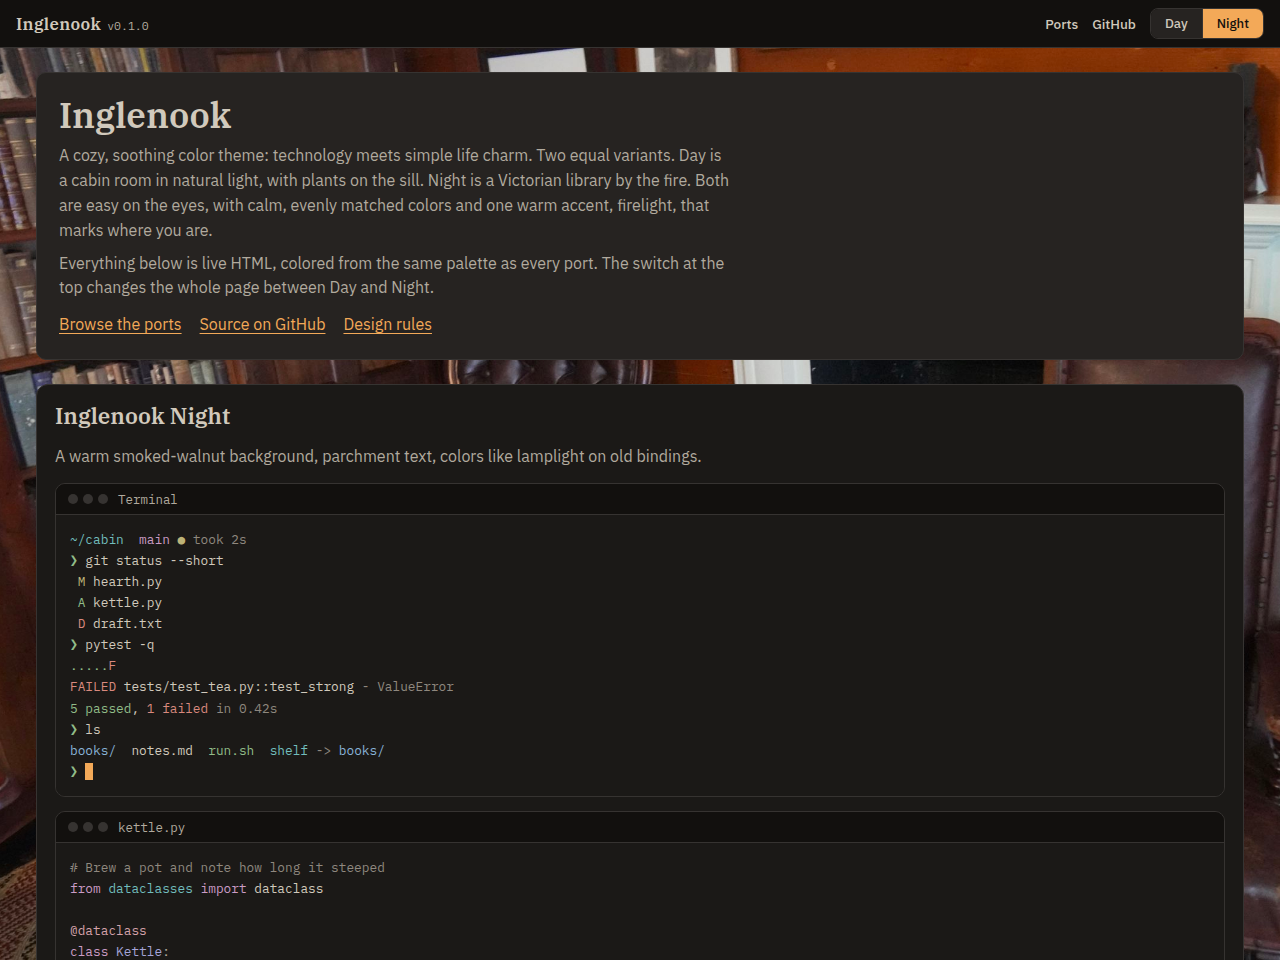 Inglenook v0.1.0
Ports GitHub Day Night
Inglenook
A cozy, soothing color theme: technology meets simple life charm. Two equal variants. Day is
a cabin room in natural light, with plants on the sill. Night is a Victorian library by the fire. Both
are easy on the eyes, with calm, evenly matched colors and one warm accent, firelight, that
marks where you are.
Everything below is live HTML, colored from the same palette as every port. The switch at the
top changes the whole page between Day and Night.
Browse the ports Source on GitHub Design rules
Inglenook Night
A warm smoked-walnut background, parchment text, colors like lamplight on old bindings.
Terminal
~/cabin main ● took 2s
❯ git status --short
M hearth.py
A kettle.py
D draft.txt
❯ pytest -q
.....F
FAILED tests/test_tea.py::test_strong - ValueError
5 passed, 1 failed in 0.42s
❯ ls
books/ notes.md run.sh shelf -> books/
❯
kettle.py
# Brew a pot and note how long it steeped
from dataclasses import dataclass
@dataclass
class Kettle: